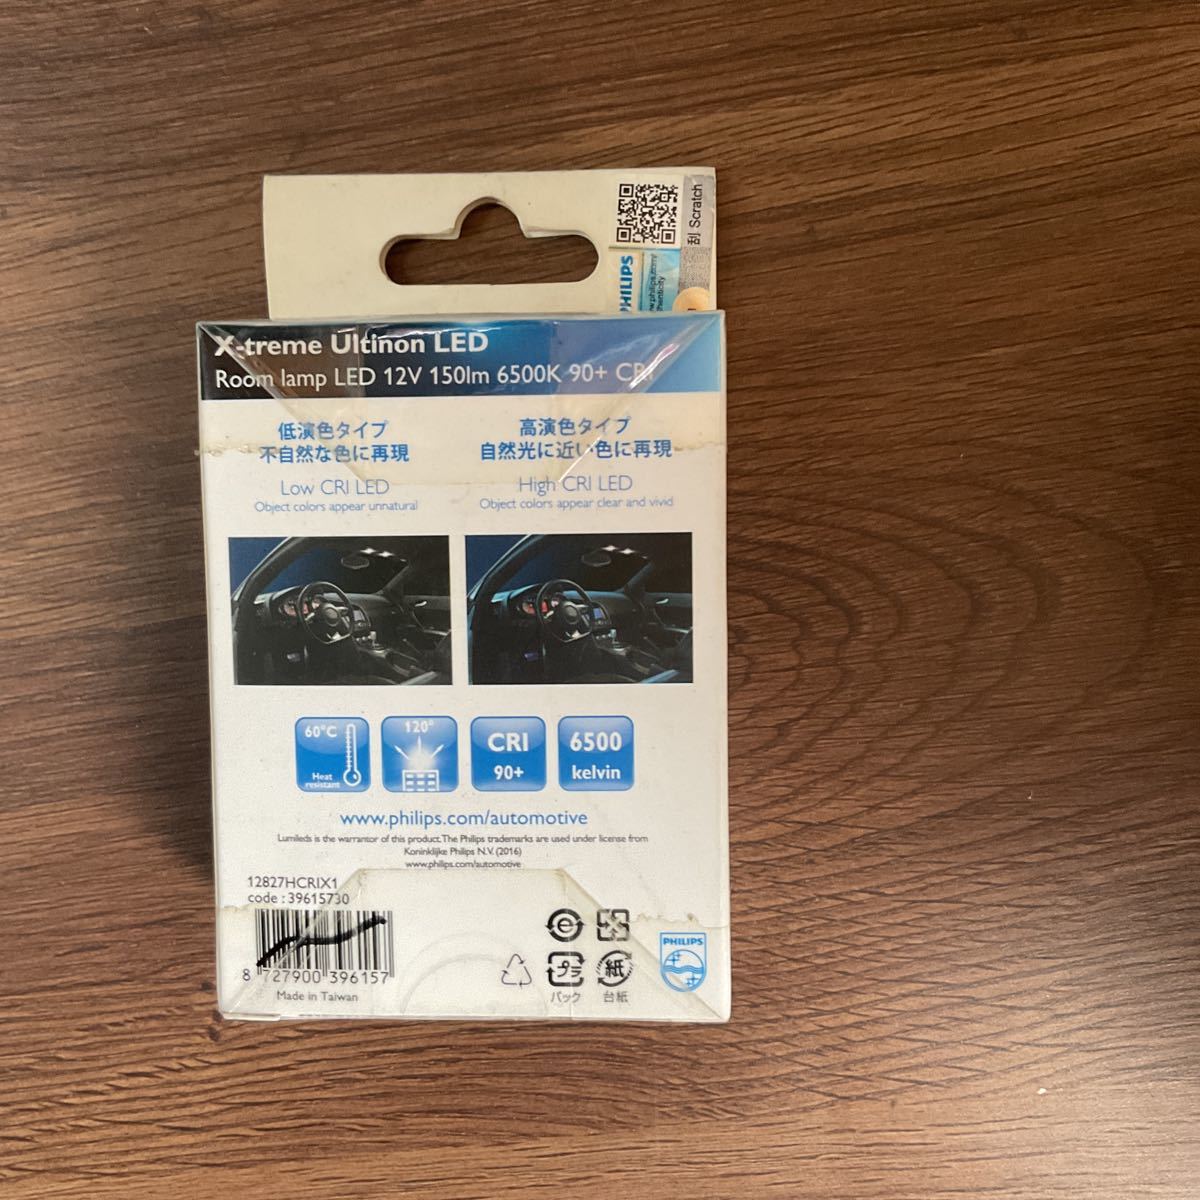 刮 Scratch
PHILIPS
X-treme Ultinon LED
Room lamp LED 12V 150lm 6500K 90+ CRI
低演色タイプ
不自然な色に再現
Low CRI LED
Object colors appear unnatural
高演色タイプ
自然光に近い色に再現
High CRI LED
Object colors appear clear and vivid
60°C
Heat
resistant
120°
CRI
90+
6500
kelvin
www.philips.com/automotive
Lumileds is the warrantor of this product. The Philips trademarks are used under license from
Koninklijke Philips N.V. (2016)
www.philips.com/automotive
12827HCRIX1
code : 39615730
8 727900 396157
Made in Taiwan
e
プラ
パック
紙
台紙
PHILIPS